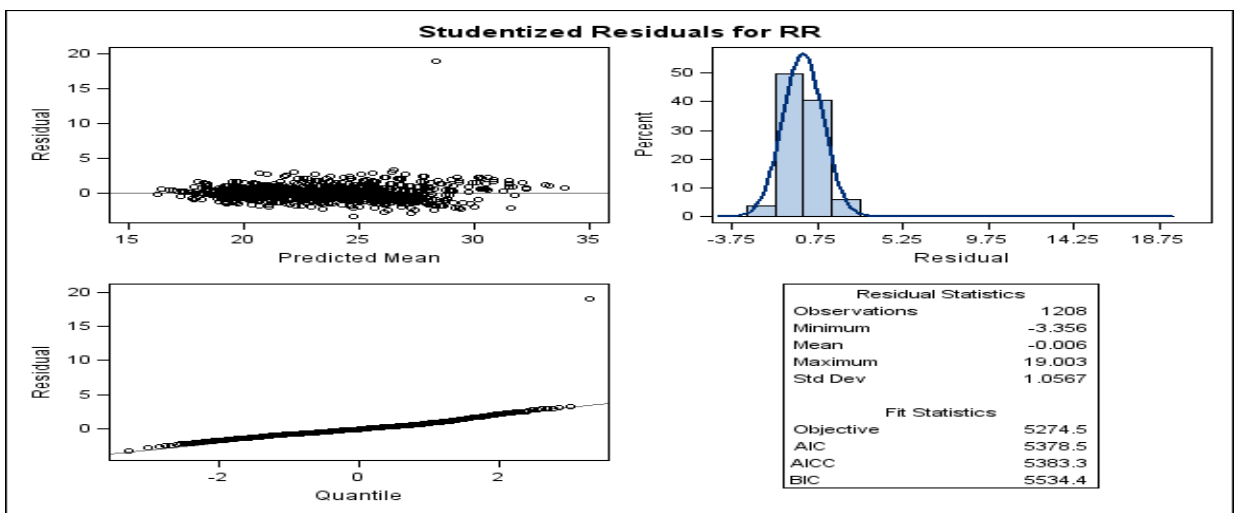 Studentized Residuals for RR
20
15
10
5
0
Residual
15 20 25 30 35
Predicted Mean
50
40
30
20
10
0
Percent
-3.75 0.75 5.25 9.75 14.25 18.75
Residual
20
15
10
5
0
Residual
-2 0 2
Quantile
Residual Statistics
Observations 1208
Minimum -3.356
Mean -0.006
Maximum 19.003
Std Dev 1.0567
Fit Statistics
Objective 5274.5
AIC 5378.5
AICC 5383.3
BIC 5534.4